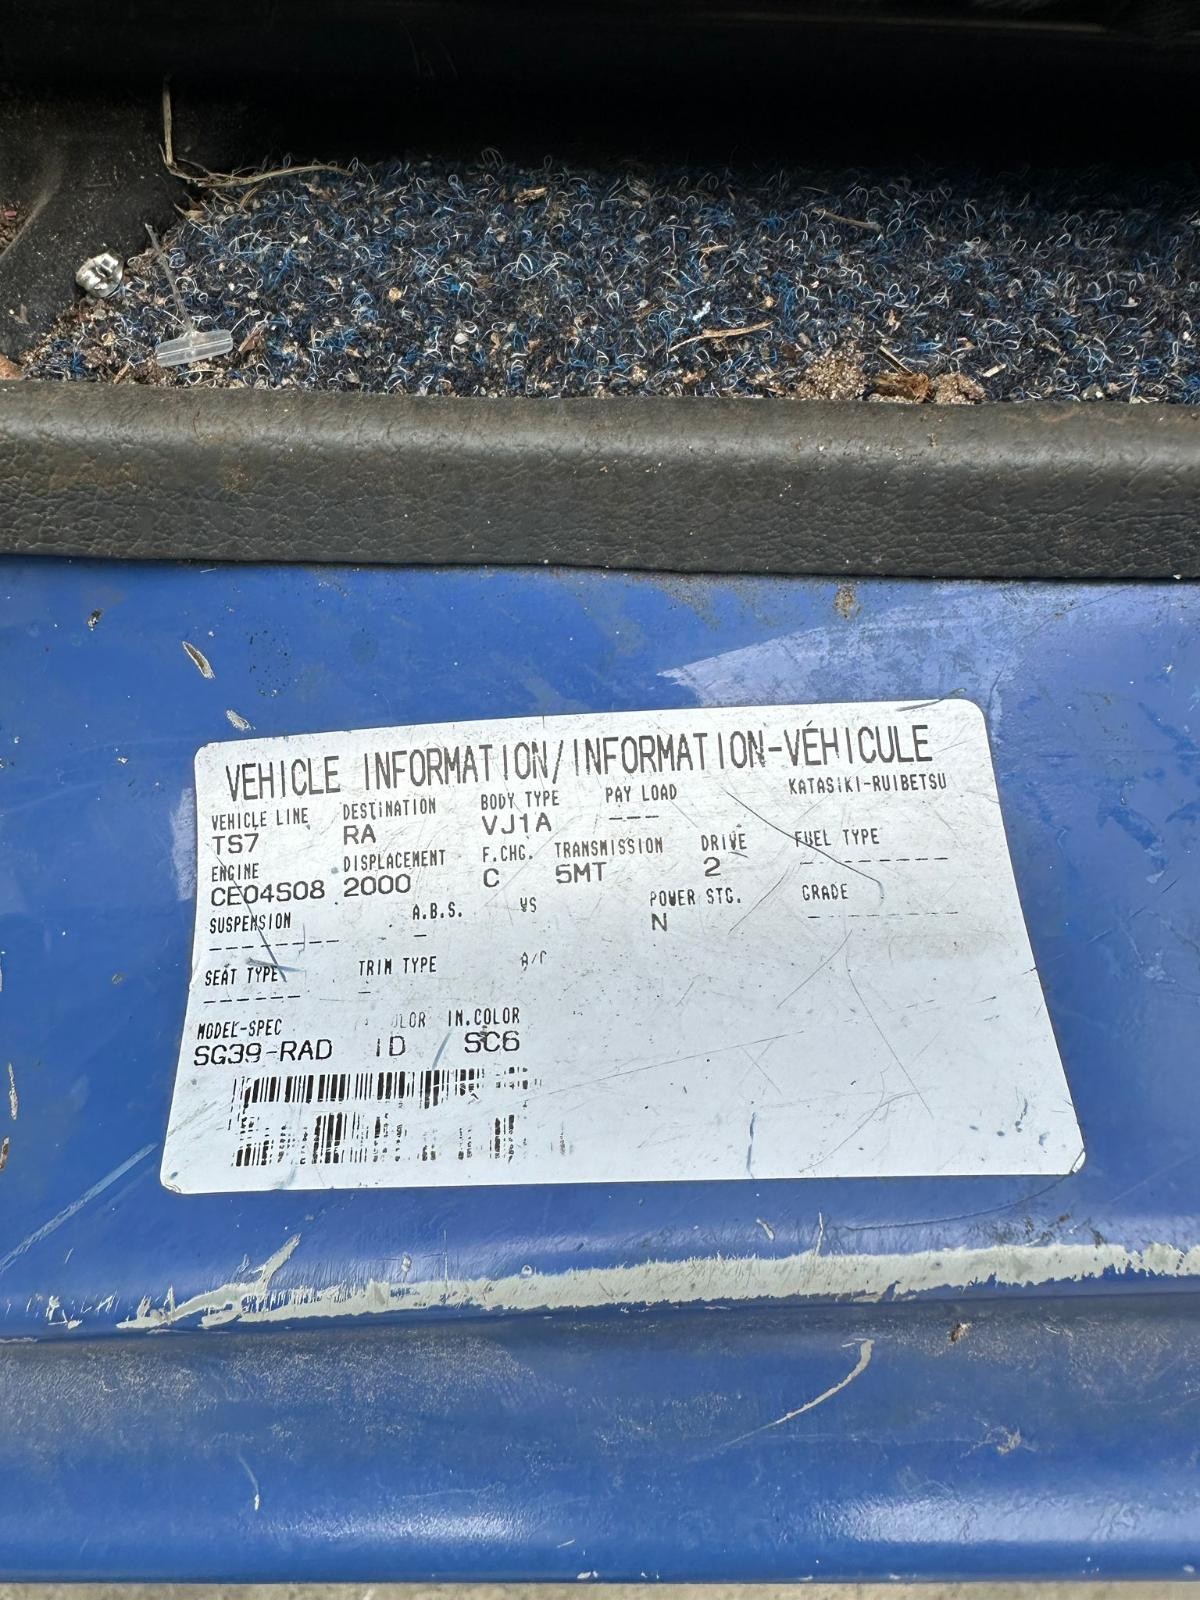 VEHICLE INFORMATION/INFORMATION-VÉHICULE
VEHICLE LINE DESTINATION BODY TYPE PAY LOAD KATASIKI-RUIBETSU
TS7 RA VJ1A ---
ENGINE DISPLACEMENT F.CHG. TRANSMISSION DRIVE FUEL TYPE
CE04S08 2000 C 5MT 2 ----------
SUSPENSION A.B.S. WS POWER STG. GRADE
--------- - N ----------
SEAT TYPE TRIM TYPE A/C
------- -
MODEL-SPEC IN.COLOR
SG39-RAD 1D SC6